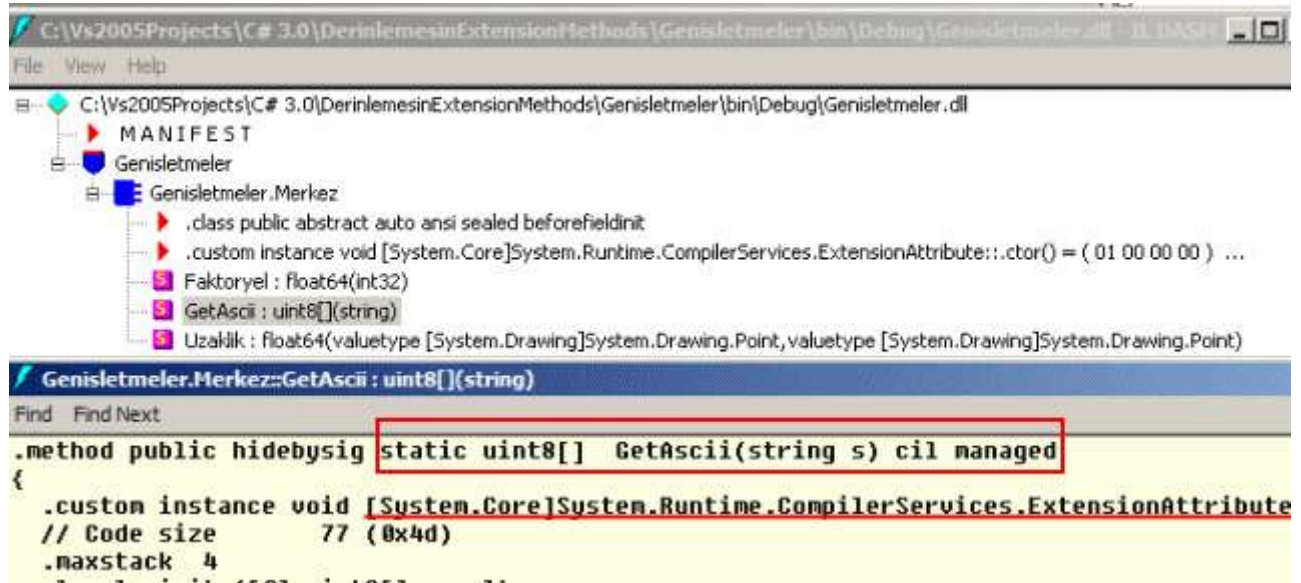 C:\Vs2005Projects\C# 3.0\DerinlemesinExtensionMethods\Genisletmeler\bin\Debug\Genisletmeler.dll - IL DASM
File View Help
C:\Vs2005Projects\C# 3.0\DerinlemesinExtensionMethods\Genisletmeler\bin\Debug\Genisletmeler.dll
MANIFEST
Genisletmeler
Genisletmeler.Merkez
.class public abstract auto ansi sealed beforefieldinit
.custom instance void [System.Core]System.Runtime.CompilerServices.ExtensionAttribute::.ctor() = ( 01 00 00 00 ) ...
Faktoryel : float64(int32)
GetAscii : uint8[](string)
Uzaklik : float64(valuetype [System.Drawing]System.Drawing.Point,valuetype [System.Drawing]System.Drawing.Point)
Genisletmeler.Merkez::GetAscii : uint8[](string)
Find Find Next
.method public hidebysig static uint8[] GetAscii(string s) cil managed
{
.custom instance void [System.Core]System.Runtime.CompilerServices.ExtensionAttribute
// Code size 77 (0x4d)
.maxstack 4